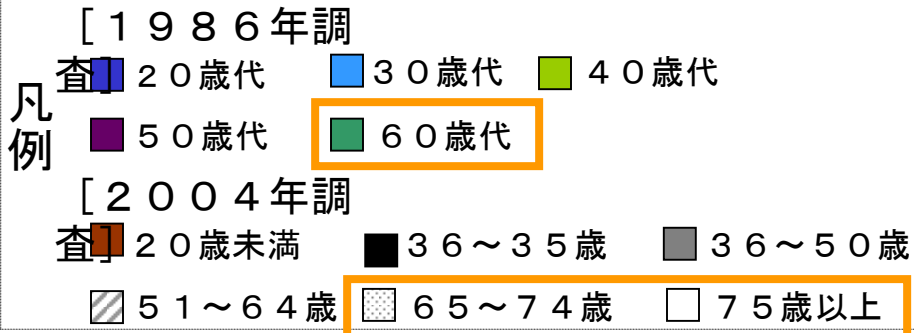 凡例
［１９８６年調査］
２０歳代 ３０歳代 ４０歳代
５０歳代 ６０歳代
［２００４年調査］
２０歳未満 ３６～３５歳 ３６～５０歳
５１～６４歳 ６５～７４歳 ７５歳以上